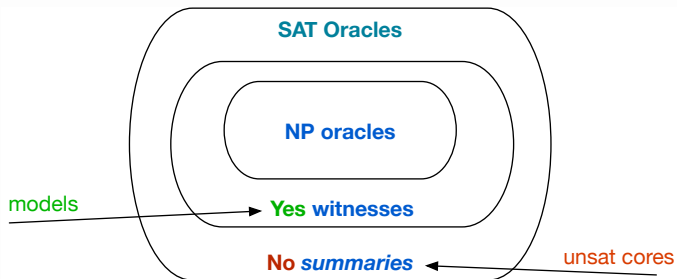 SAT Oracles
NP oracles
models
Yes witnesses
No summaries
unsat cores